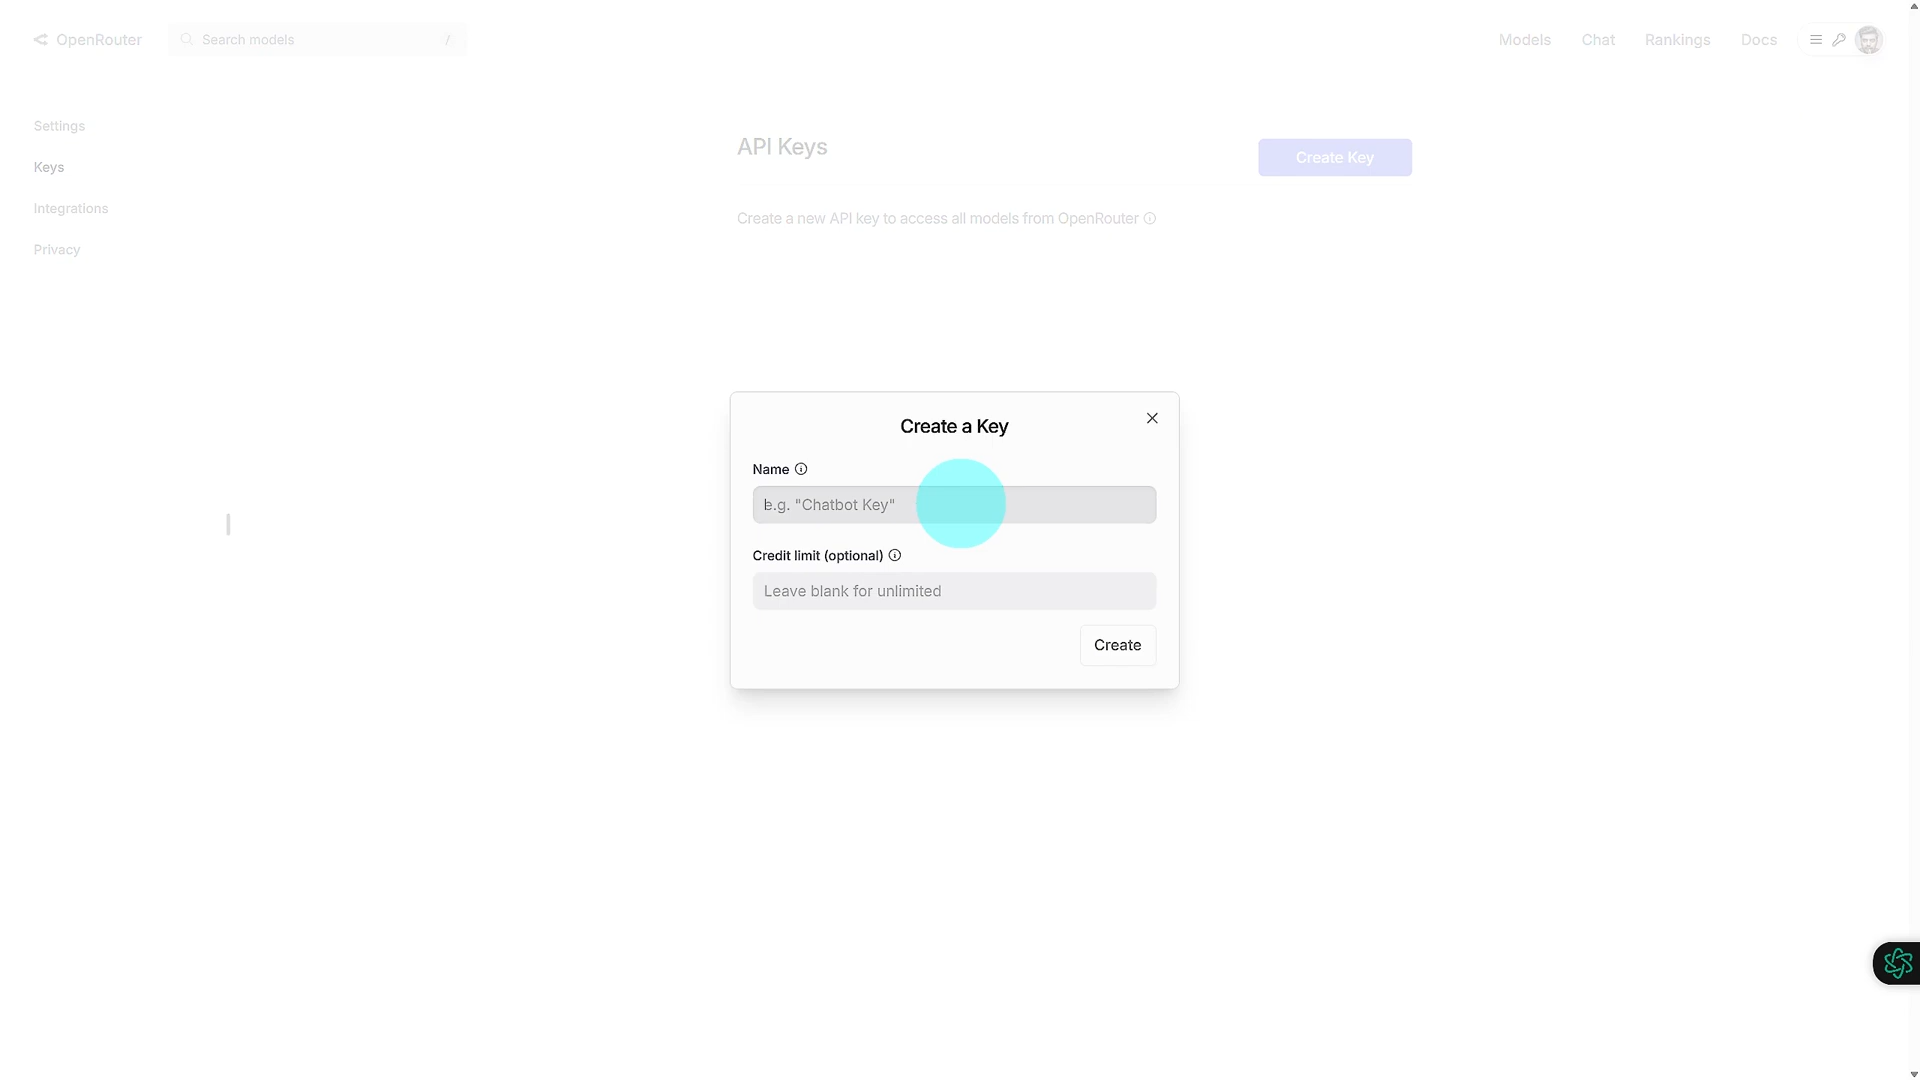 OpenRouter
Search models
/
Models
Chat
Rankings
Docs
Settings
Keys
Integrations
Privacy
API Keys
Create Key
Create a new API key to access all models from OpenRouter
Create a Key
Name
e.g. "Chatbot Key"
Credit limit (optional)
Leave blank for unlimited
Create